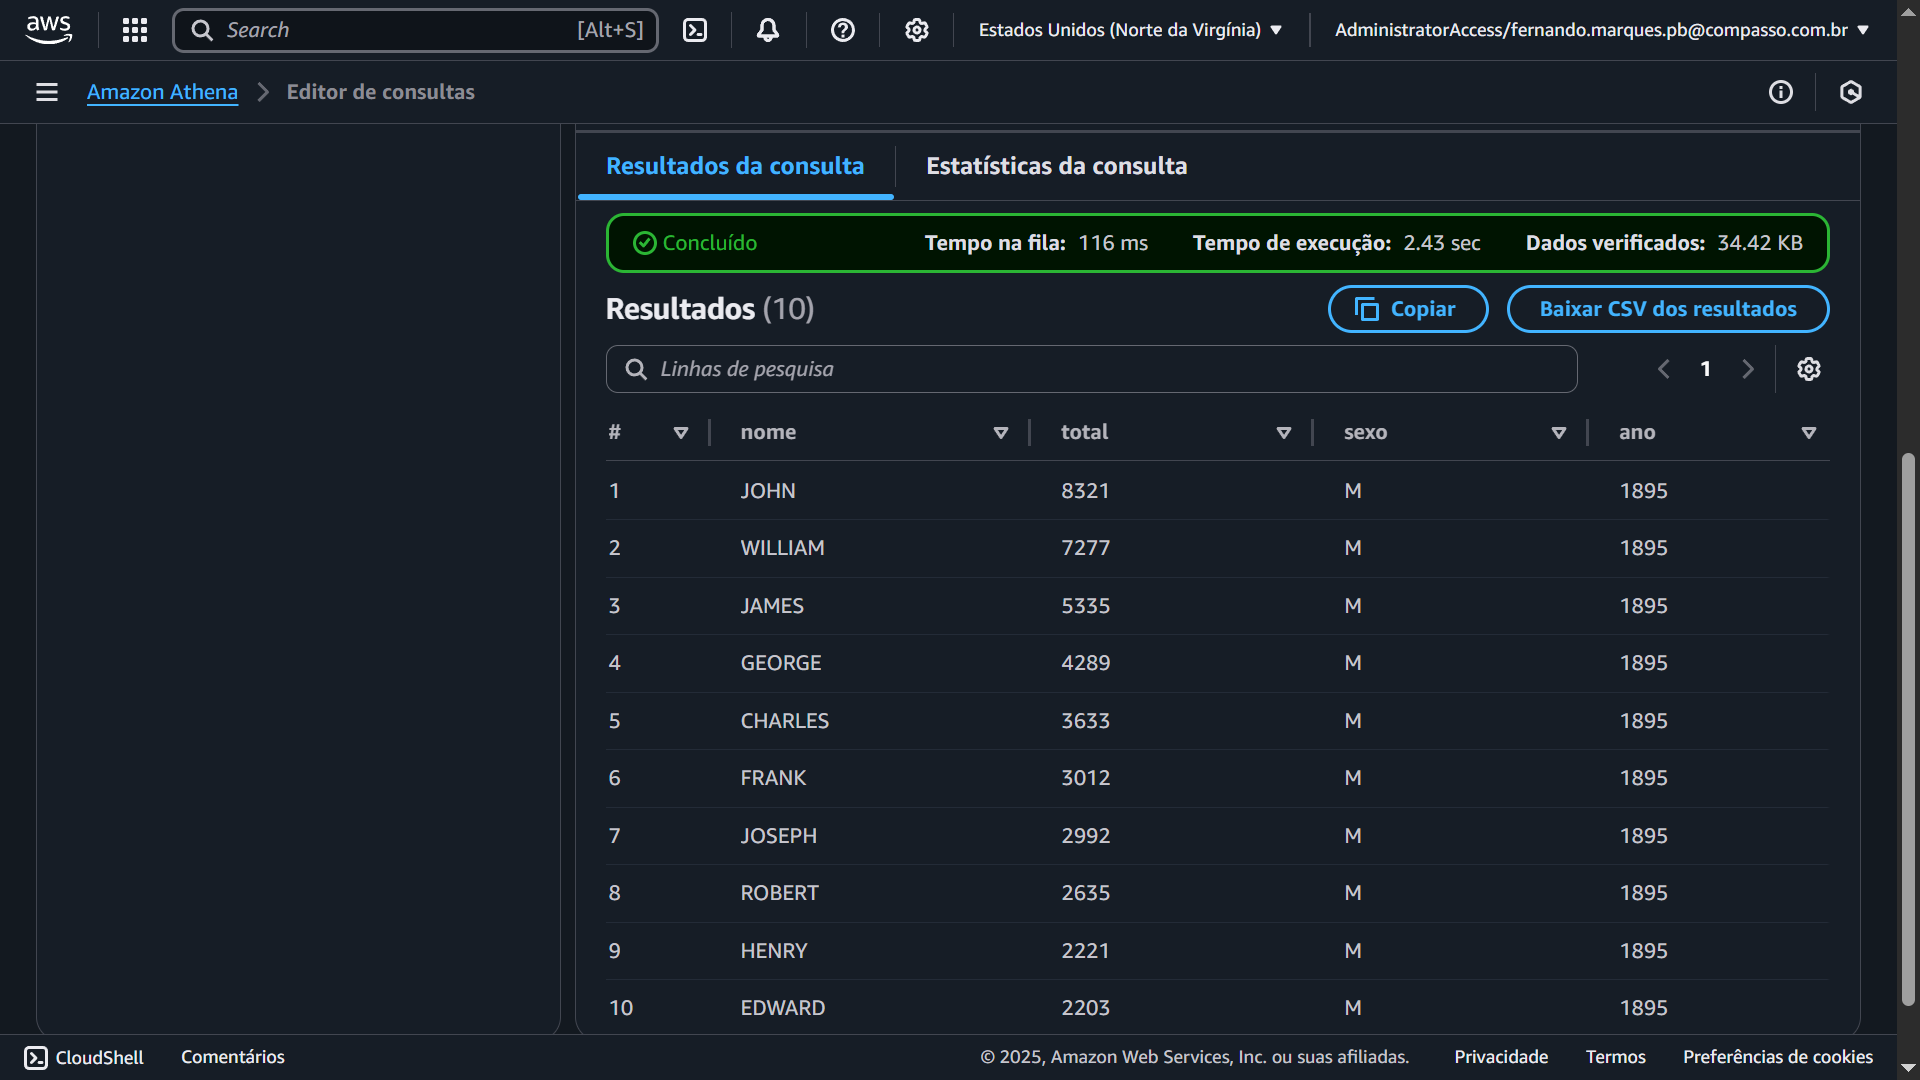 aws
Search [Alt+S]
Estados Unidos (Norte da Virgínia)
AdministratorAccess/fernando.marques.pb@compasso.com.br
Amazon Athena
Editor de consultas
Resultados da consulta
Estatísticas da consulta
Concluído
Tempo na fila: 116 ms
Tempo de execução: 2.43 sec
Dados verificados: 34.42 KB
Resultados (10)
Copiar
Baixar CSV dos resultados
Linhas de pesquisa
1
# nome total sexo ano
1 JOHN 8321 M 1895
2 WILLIAM 7277 M 1895
3 JAMES 5335 M 1895
4 GEORGE 4289 M 1895
5 CHARLES 3633 M 1895
6 FRANK 3012 M 1895
7 JOSEPH 2992 M 1895
8 ROBERT 2635 M 1895
9 HENRY 2221 M 1895
10 EDWARD 2203 M 1895
CloudShell
Comentários
© 2025, Amazon Web Services, Inc. ou suas afiliadas.
Privacidade
Termos
Preferências de cookies